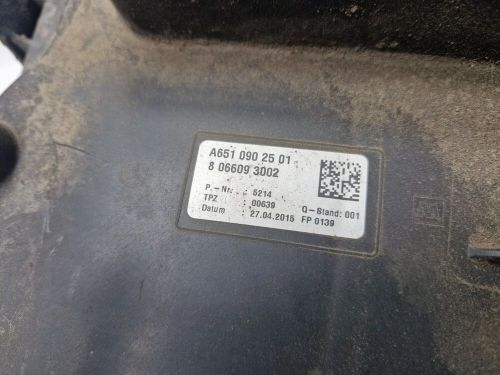 A651 090 25 01
8 06609 3002
P.-Nr. : 5214 Q-Stand: 001
TPZ : 00639
Datum : 27.04.2015 FP 0139